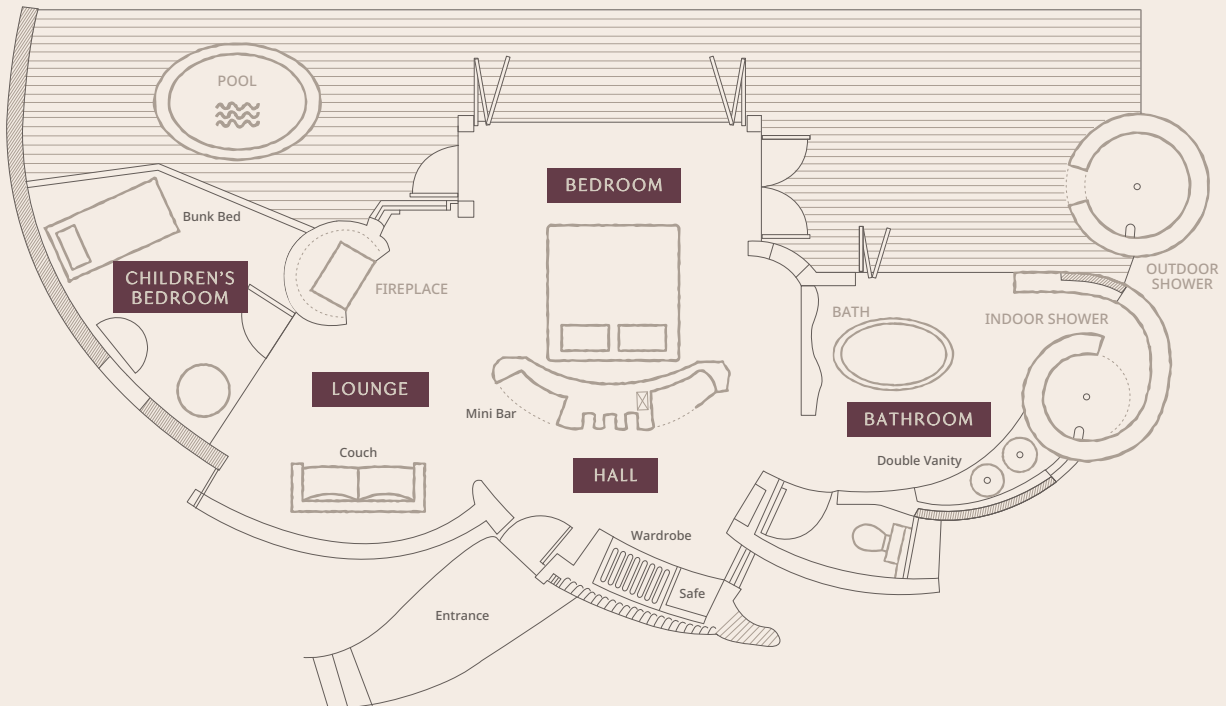 POOL
BEDROOM
Bunk Bed
CHILDREN'S
BEDROOM
FIREPLACE
OUTDOOR
SHOWER
BATH
INDOOR SHOWER
LOUNGE
Mini Bar
BATHROOM
Couch
Double Vanity
HALL
Wardrobe
Safe
Entrance